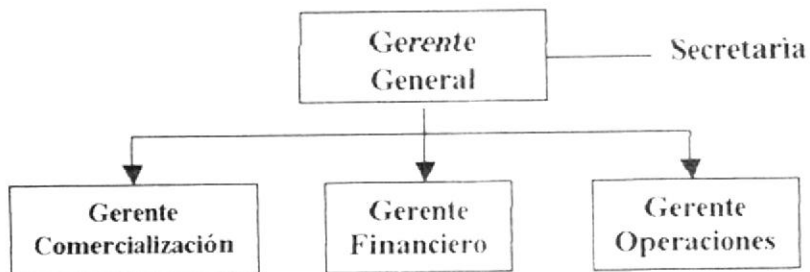 Gerente
General
Secretaria
Gerente
Comercialización
Gerente
Financiero
Gerente
Operaciones